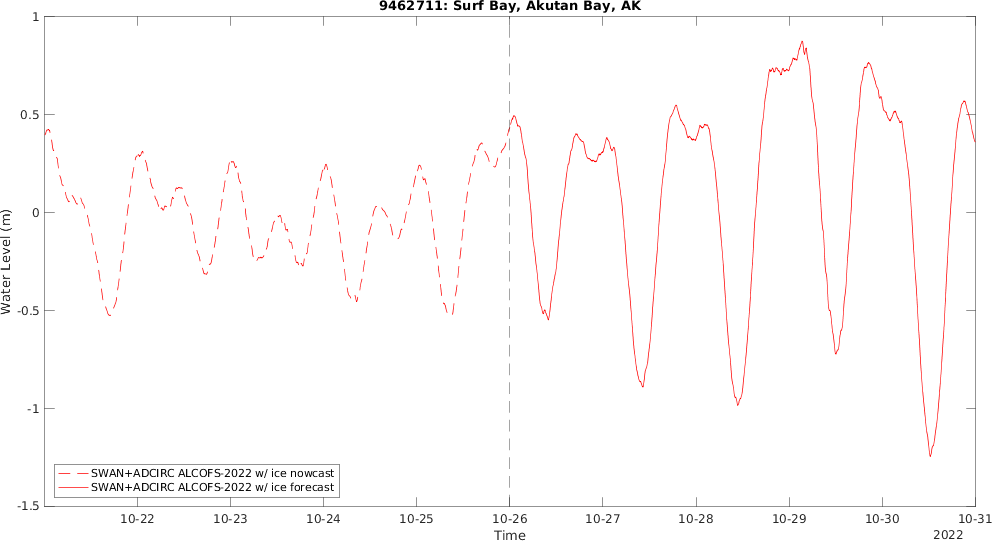 9462711: Surf Bay, Akutan Bay, AK
Water Level (m)
1
0.5
0
-0.5
-1
-1.5
SWAN+ADCIRC ALCOFS-2022 w/ ice nowcast
SWAN+ADCIRC ALCOFS-2022 w/ ice forecast
10-22 10-23 10-24 10-25 10-26 10-27 10-28 10-29 10-30 10-31
Time
2022